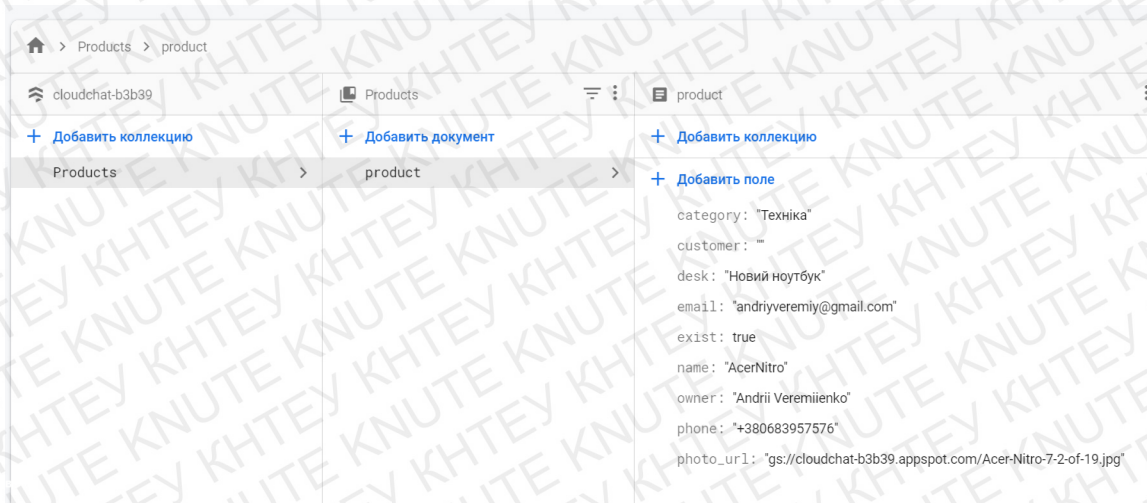 Products > product
cloudchat-b3b39
Products
product
+ Добавить коллекцию
+ Добавить документ
+ Добавить коллекцию
Products
product
+ Добавить поле
category: "Техніка"
customer: ""
desk: "Новий ноутбук"
email: "andriyveremiy@gmail.com"
exist: true
name: "AcerNitro"
owner: "Andrii Veremiienko"
phone: "+380683957576"
photo_url: "gs://cloudchat-b3b39.appspot.com/Acer-Nitro-7-2-of-19.jpg"
КНТЕУ KNUTE